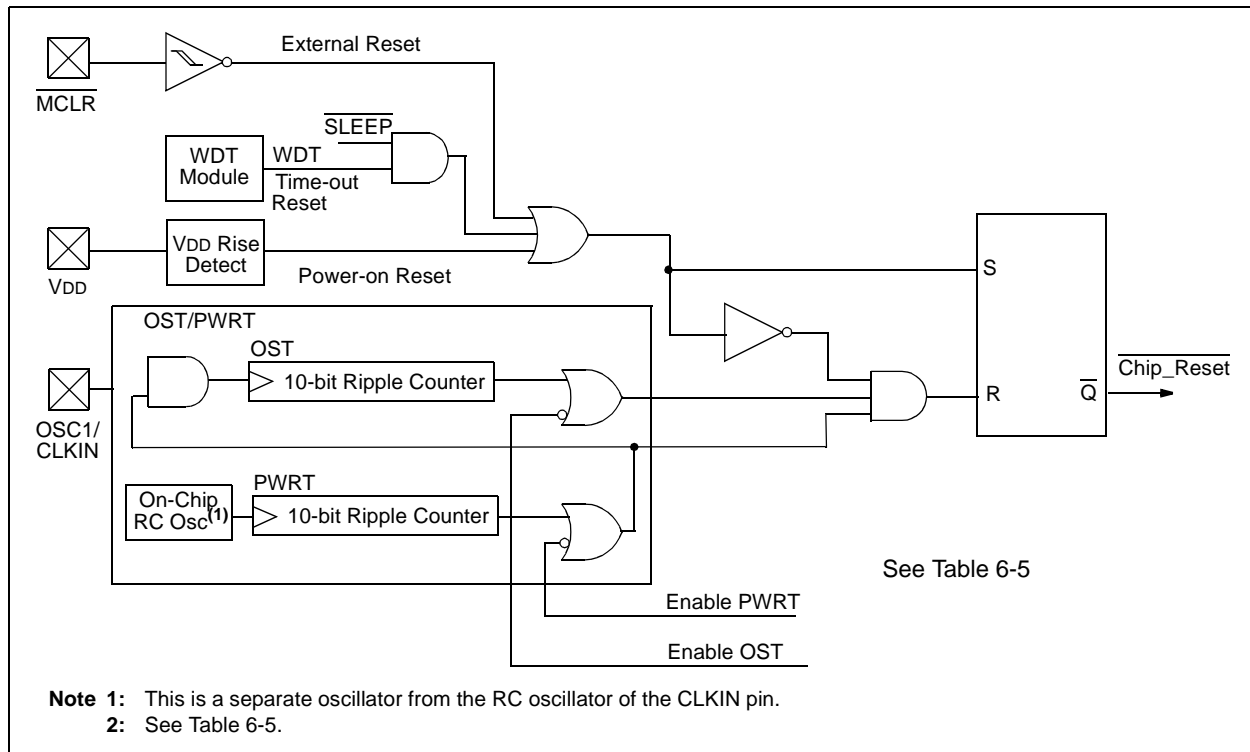 External Reset
MCLR
SLEEP
WDT
Module
WDT
Time-out
Reset
VDD Rise
Detect
VDD
Power-on Reset
OST/PWRT
OST
10-bit Ripple Counter
OSC1/
CLKIN
PWRT
On-Chip
RC Osc(1)
10-bit Ripple Counter
S
R
Q
Chip_Reset
See Table 6-5
Enable PWRT
Enable OST
Note 1: This is a separate oscillator from the RC oscillator of the CLKIN pin.
2: See Table 6-5.